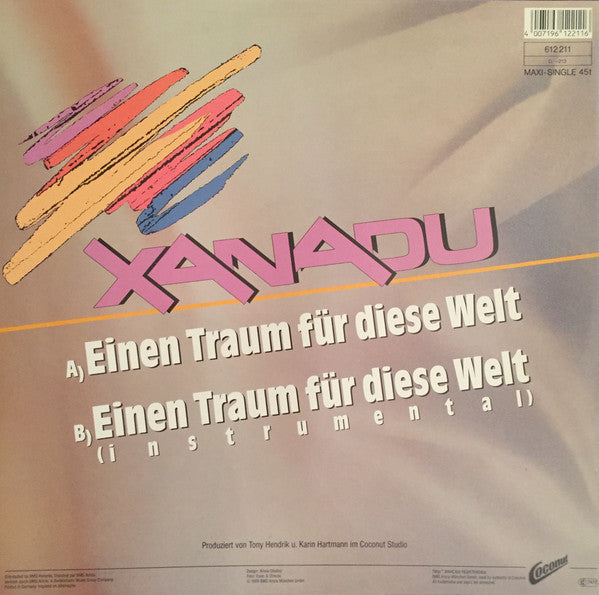 4 007196 122116
612 211
MAXI-SINGLE 45t
XANADU
A) Einen Traum für diese Welt
B) Einen Traum für diese Welt
(instrumental)
Produziert von Tony Hendrik u. Karin Hartmann im Coconut Studio
Coconut